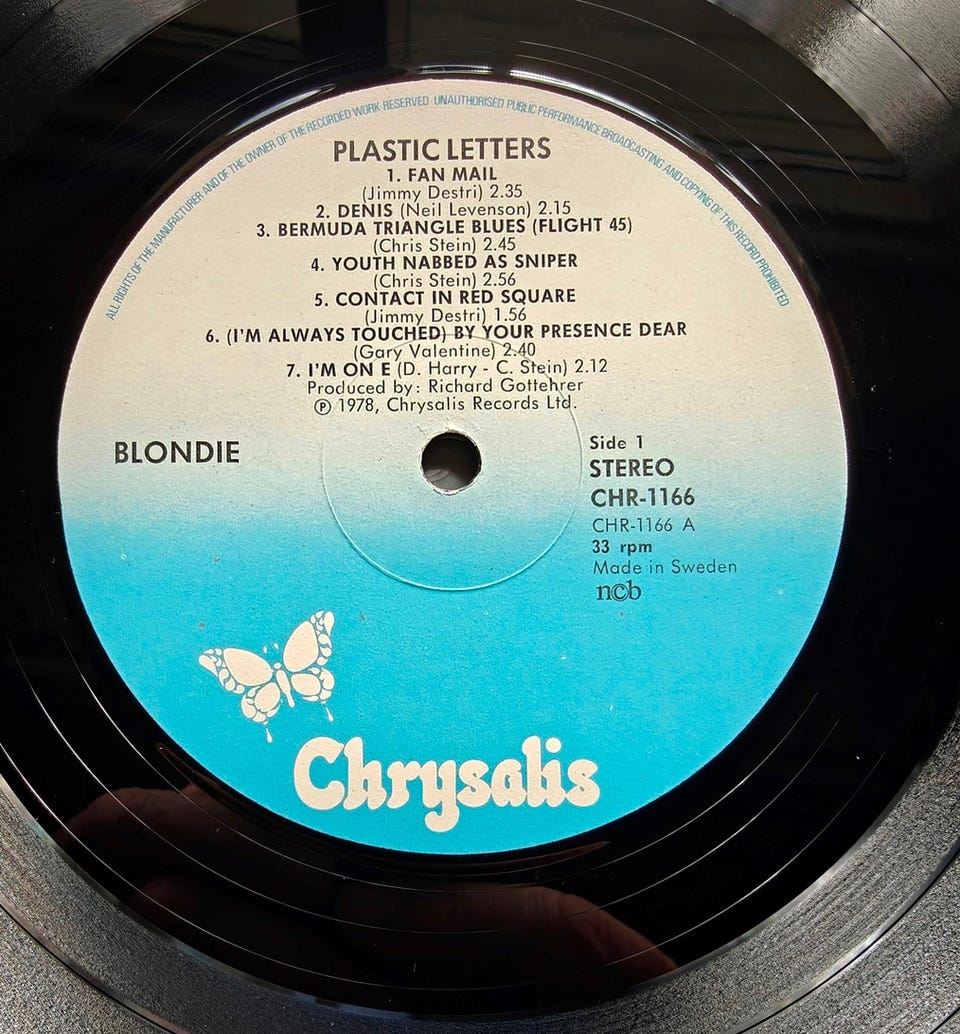 ALL RIGHTS OF THE MANUFACTURER AND OF THE OWNER OF THE RECORDED WORK RESERVED UNAUTHORISED PUBLIC PERFORMANCE BROADCASTING AND COPYING OF THIS RECORD PROHIBITED
PLASTIC LETTERS
1. FAN MAIL
(Jimmy Destri) 2.35
2. DENIS (Neil Levenson) 2.15
3. BERMUDA TRIANGLE BLUES (FLIGHT 45)
(Chris Stein) 2.45
4. YOUTH NABBED AS SNIPER
(Chris Stein) 2.56
5. CONTACT IN RED SQUARE
(Jimmy Destri) 1.56
6. (I'M ALWAYS TOUCHED) BY YOUR PRESENCE DEAR
(Gary Valentine) 2.40
7. I'M ON E (D. Harry - C. Stein) 2.12
Produced by: Richard Gottehrer
Ⓟ 1978, Chrysalis Records Ltd.
BLONDIE
Side 1
STEREO
CHR-1166
CHR-1166 A
33 rpm
Made in Sweden
n©b
Chrysalis